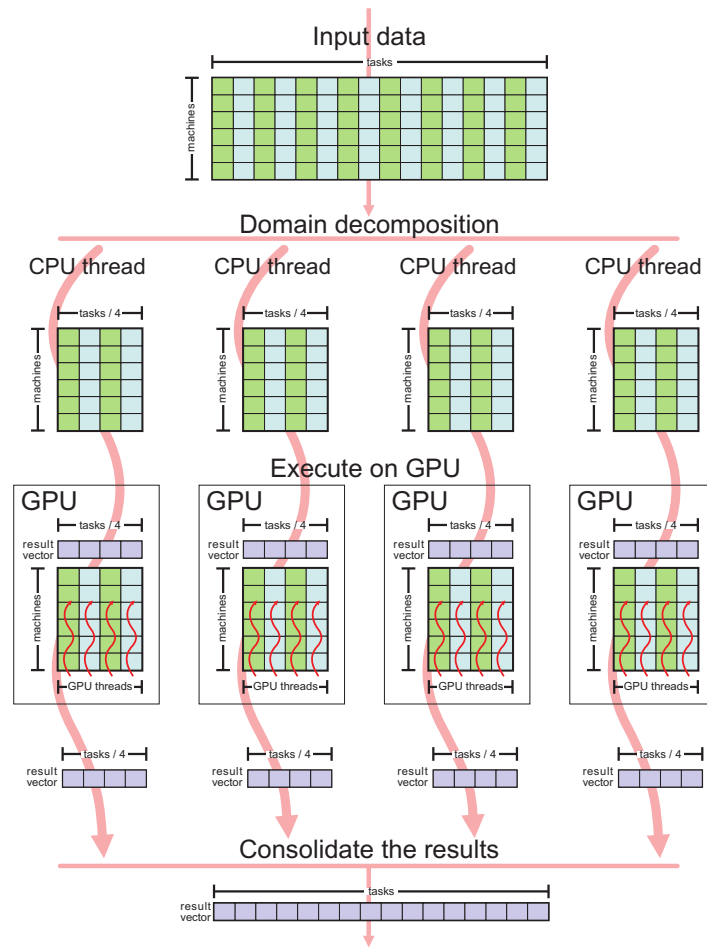 Input data
tasks
machines
Domain decomposition
CPU thread
CPU thread
CPU thread
CPU thread
tasks / 4
tasks / 4
tasks / 4
tasks / 4
machines
machines
machines
machines
Execute on GPU
GPU
GPU
GPU
GPU
tasks / 4
tasks / 4
tasks / 4
tasks / 4
result
vector
result
vector
result
vector
result
vector
machines
machines
machines
machines
GPU threads
GPU threads
GPU threads
GPU threads
tasks / 4
tasks / 4
tasks / 4
tasks / 4
result
vector
result
vector
result
vector
result
vector
Consolidate the results
tasks
result
vector